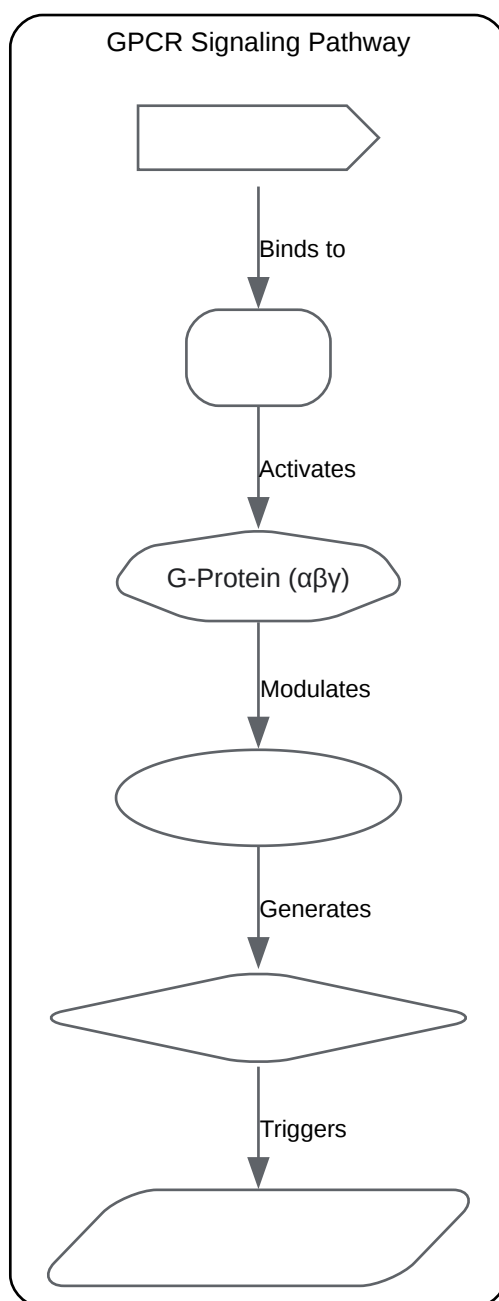 GPCR Signaling Pathway
Binds to
Activates
G-Protein (αβγ)
Modulates
Generates
Triggers